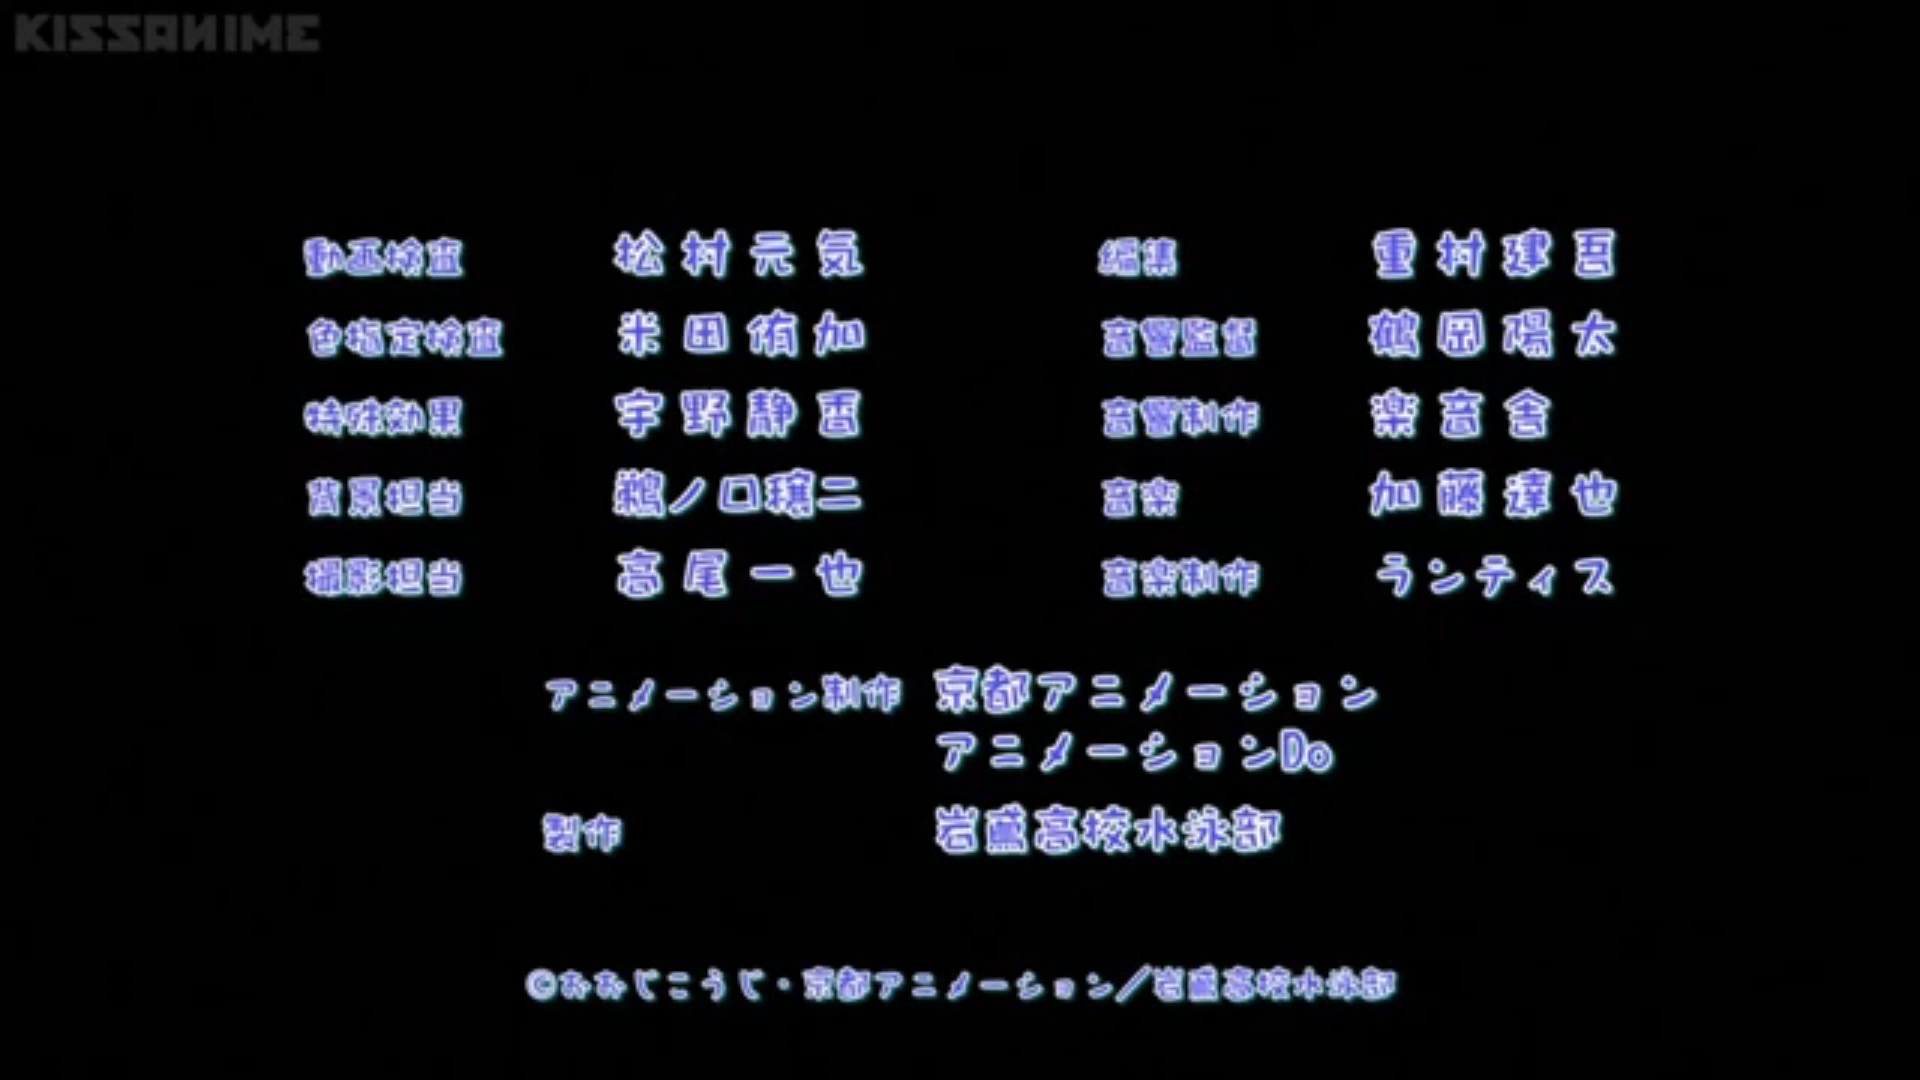 KISSANIME
動画検査 松村元気 編集 重村建吾
色指定検査 米田侑加 音響監督 鶴岡陽太
特殊効果 宇野静香 音響制作 楽音舎
背景担当 鵜ノ口穣二 音楽 加藤達也
撮影担当 高尾一也 音楽制作 ランティス
アニメーション制作 京都アニメーション
アニメーションDo
製作 岩鳶高校水泳部
©おおじこうじ・京都アニメーション／岩鳶高校水泳部